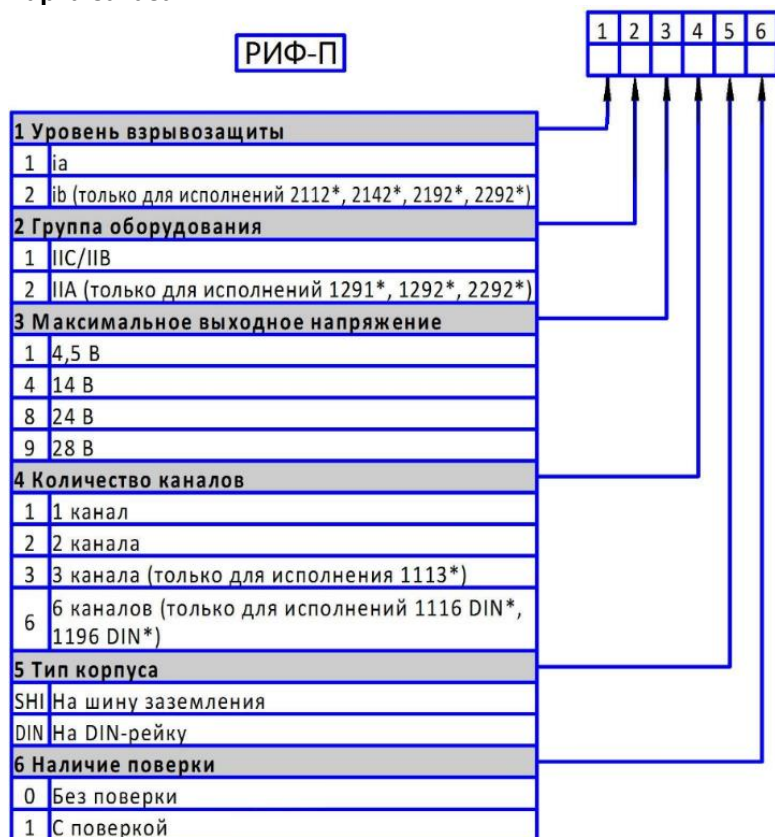 РИФ-П
1 2 3 4 5 6
1 Уровень взрывозащиты
1 ia
2 ib (только для исполнений 2112*, 2142*, 2192*, 2292*)
2 Группа оборудования
1 IIC/IIB
2 IIA (только для исполнений 1291*, 1292*, 2292*)
3 Максимальное выходное напряжение
1 4,5 В
4 14 В
8 24 В
9 28 В
4 Количество каналов
1 1 канал
2 2 канала
3 3 канала (только для исполнения 1113*)
6 6 каналов (только для исполнений 1116 DIN*,
1196 DIN*)
5 Тип корпуса
SHI На шину заземления
DIN На DIN-рейку
6 Наличие поверки
0 Без поверки
1 С поверкой